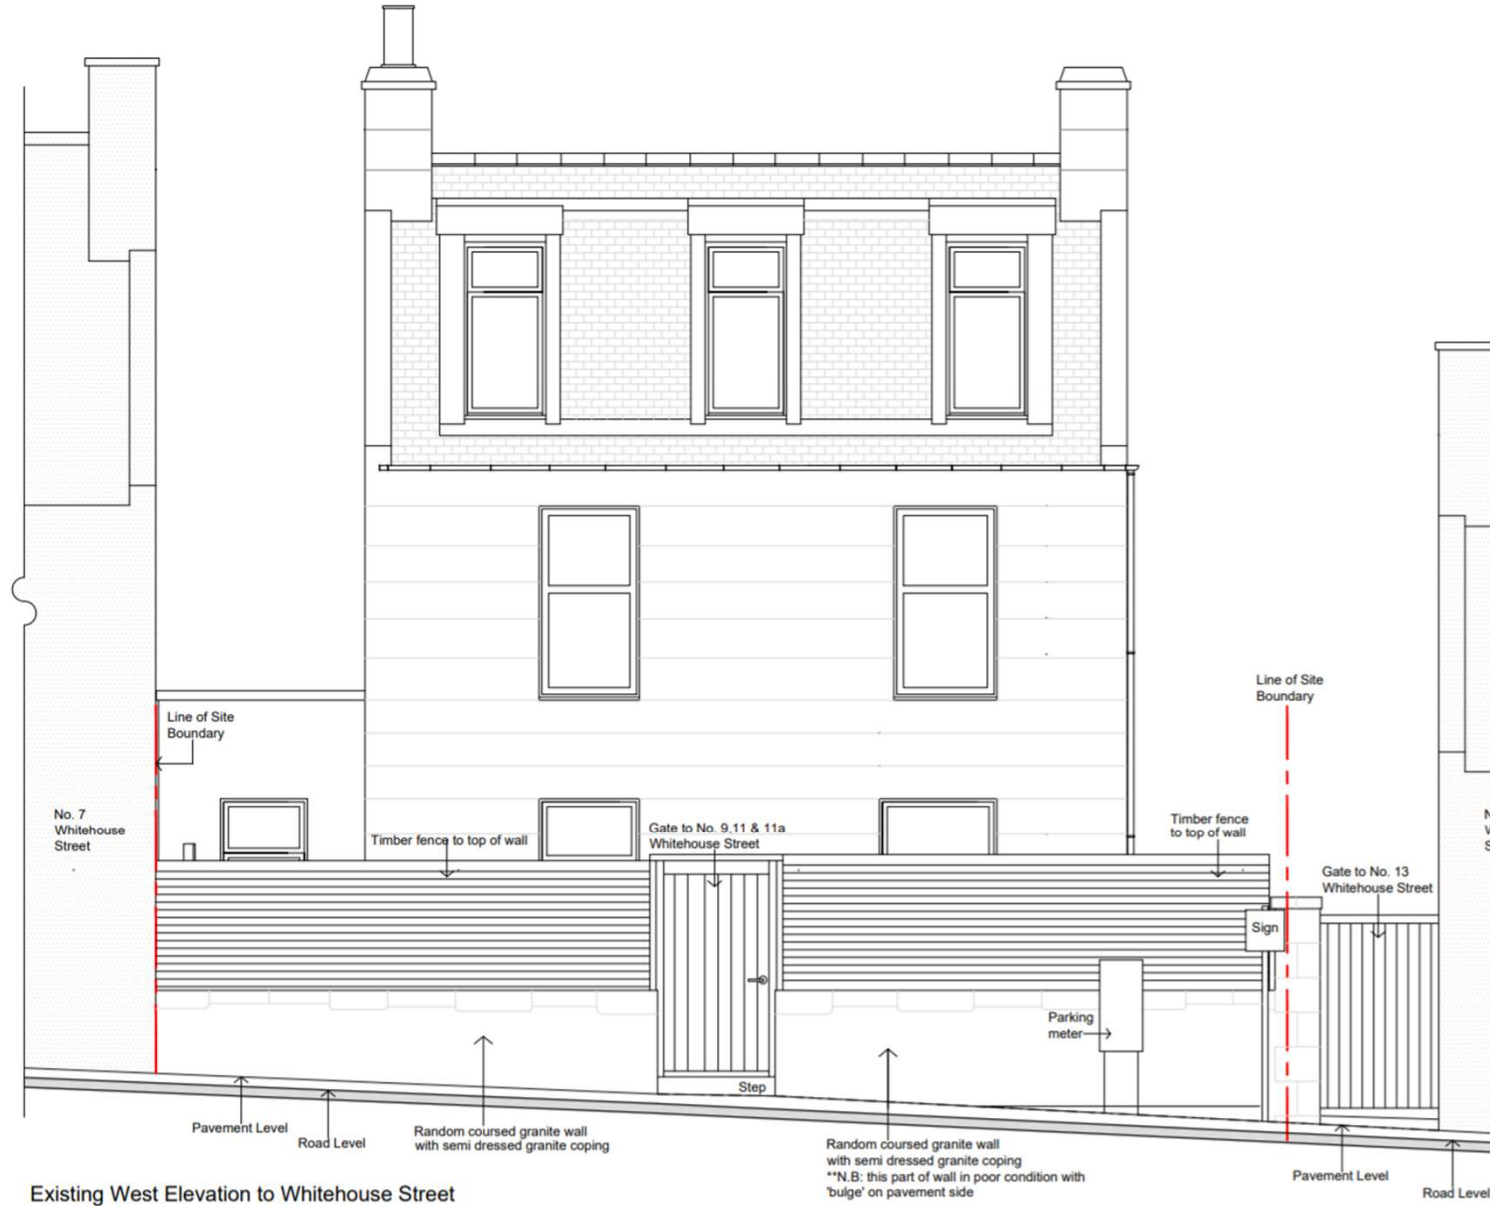 Line of Site
Boundary
Line of Site
Boundary
No. 7
Whitehouse
Street
Timber fence to top of wall
Gate to No. 9,11 & 11a
Whitehouse Street
Timber fence
to top of wall
Gate to No. 13
Whitehouse Street
Sign
Parking
meter
Step
Pavement Level
Road Level
Random coursed granite wall
with semi dressed granite coping
Random coursed granite wall
with semi dressed granite coping
**N.B: this part of wall in poor condition with
'bulge' on pavement side
Pavement Level
Road Level
Existing West Elevation to Whitehouse Street